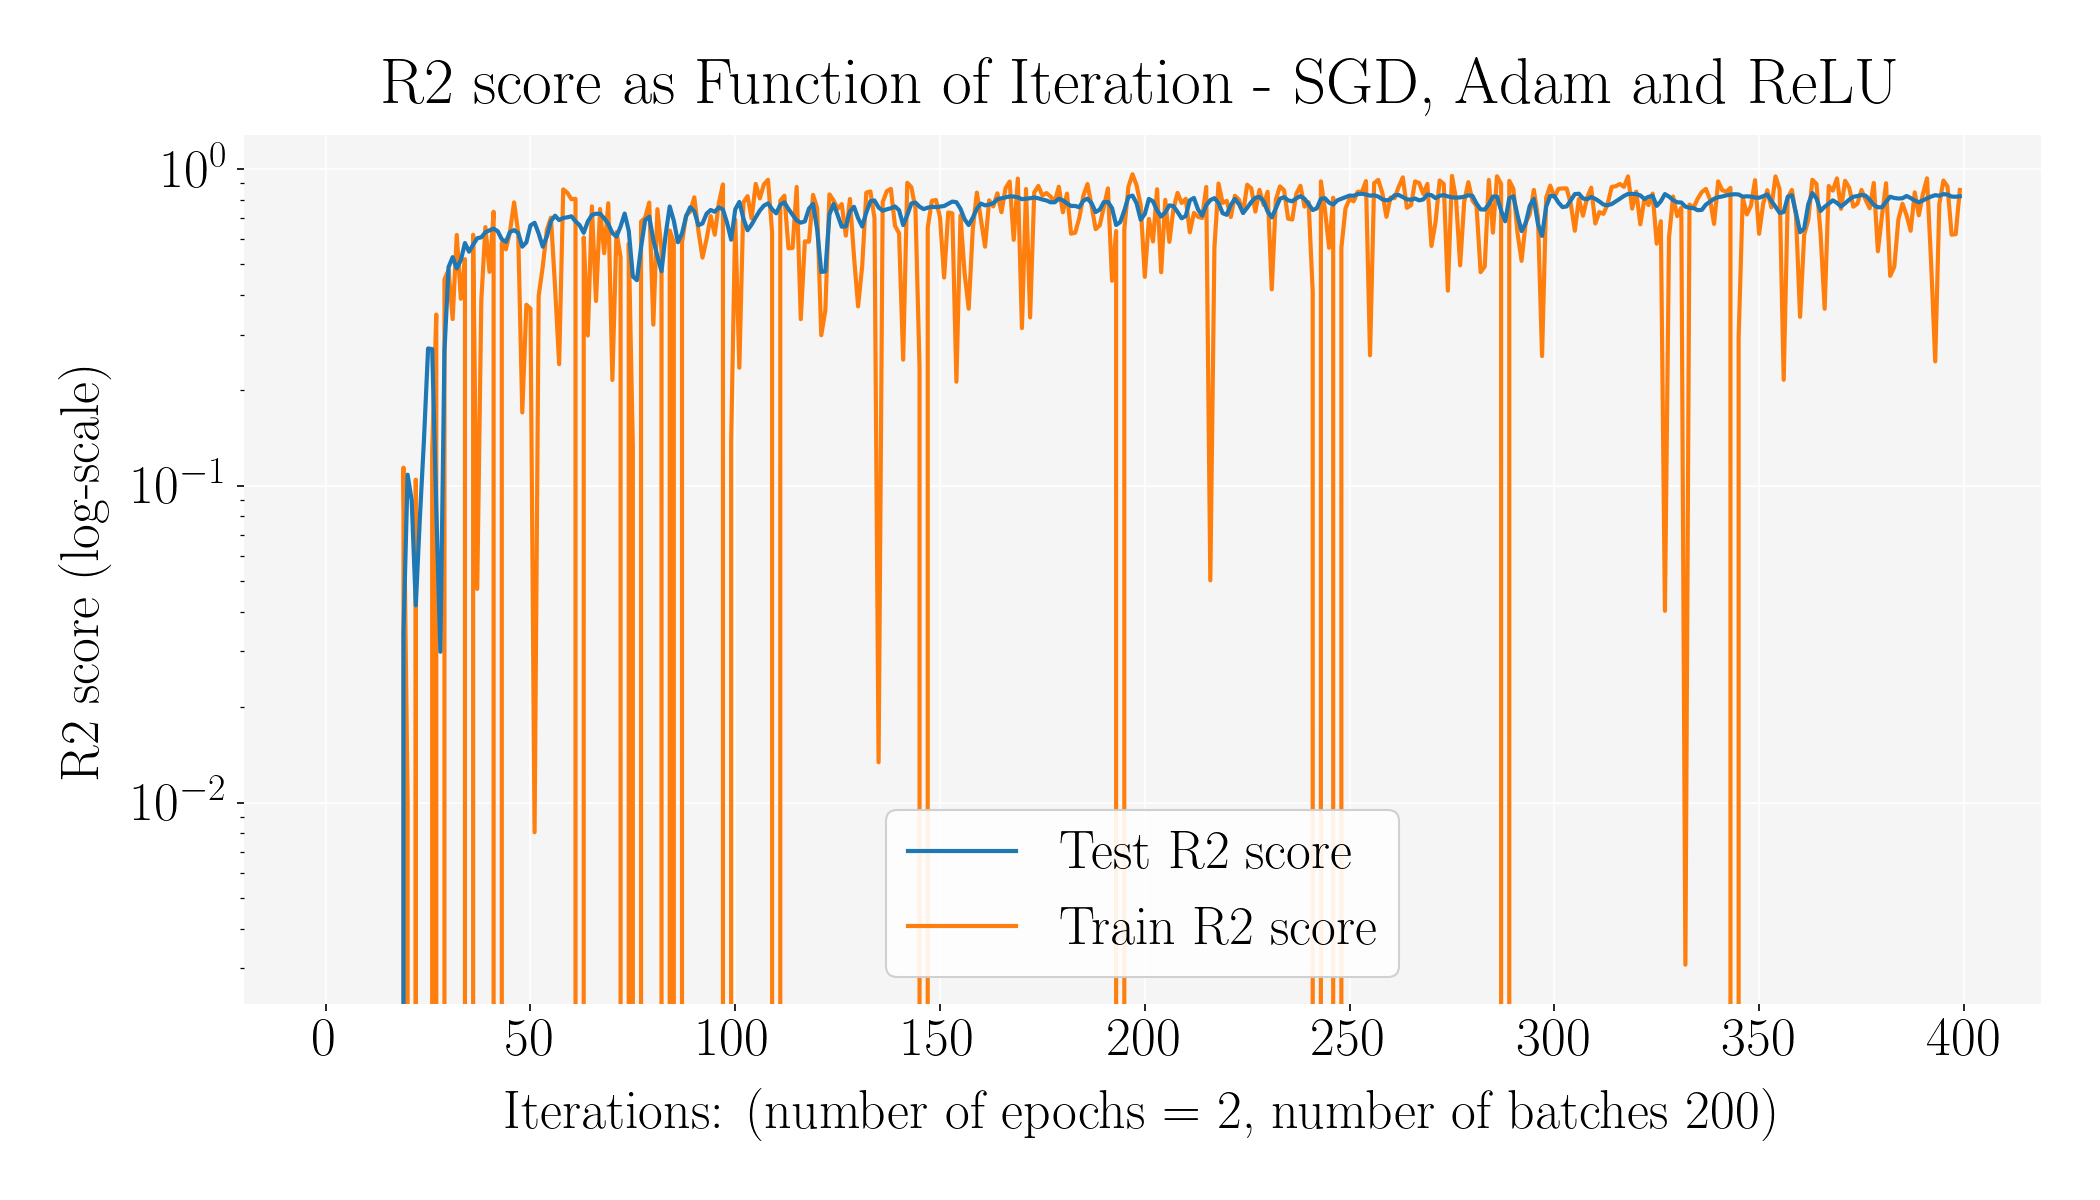 R2 score as Function of Iteration - SGD, Adam and ReLU
R2 score (log-scale)
10⁰
10⁻¹
10⁻²
Test R2 score
Train R2 score
0 50 100 150 200 250 300 350 400
Iterations: (number of epochs = 2, number of batches 200)